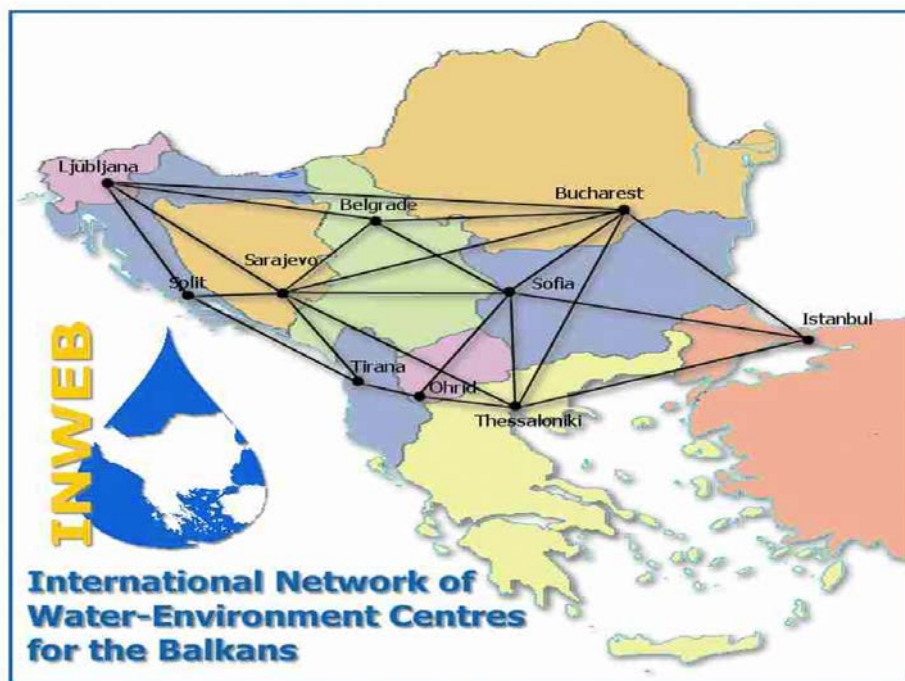 Ljubljana
Bucharest
Belgrade
Sarajevo
Split
Sofia
Istanbul
Tirana
Ohrid
Thessaloniki
INWEB
International Network of
Water-Environment Centres
for the Balkans